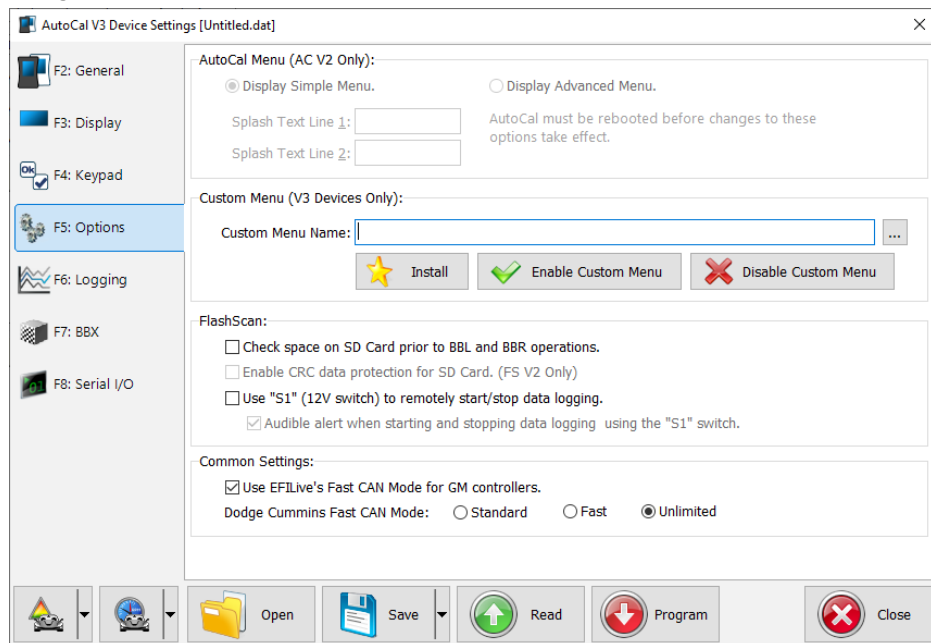 AutoCal V3 Device Settings [Untitled.dat]
F2: General
F3: Display
Ok
F4: Keypad
F5: Options
F6: Logging
F7: BBX
F8: Serial I/O
AutoCal Menu (AC V2 Only):
Display Simple Menu.
Display Advanced Menu.
Splash Text Line 1:
Splash Text Line 2:
AutoCal must be rebooted before changes to these
options take effect.
Custom Menu (V3 Devices Only):
Custom Menu Name:
...
Install
Enable Custom Menu
Disable Custom Menu
FlashScan:
Check space on SD Card prior to BBL and BBR operations.
Enable CRC data protection for SD Card. (FS V2 Only)
Use "S1" (12V switch) to remotely start/stop data logging.
Audible alert when starting and stopping data logging using the "S1" switch.
Common Settings:
Use EFILive's Fast CAN Mode for GM controllers.
Dodge Cummins Fast CAN Mode: Standard Fast Unlimited
Open
Save
Read
Program
Close